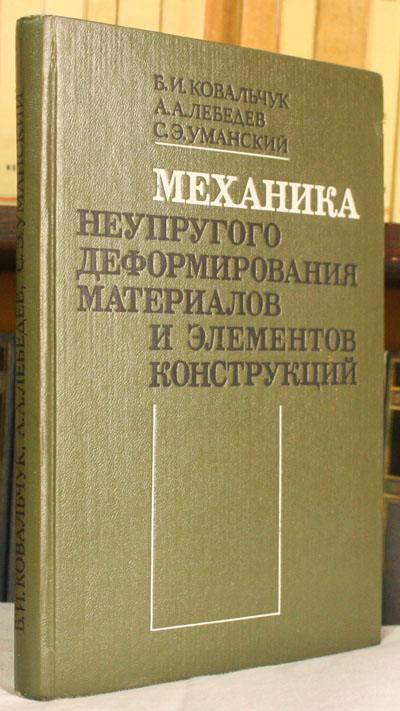 Б.И.КОВАЛЬЧУК
А.А.ЛЕБЕДЕВ
С.Э.УМАНСКИЙ
МЕХАНИКА
НЕУПРУГОГО
ДЕФОРМИРОВАНИЯ
МАТЕРИАЛОВ
И ЭЛЕМЕНТОВ
КОНСТРУКЦИЙ
Б.И.КОВАЛЬЧУК, А.А.ЛЕБЕДЕВ, С.Э.УМАНСКИЙ